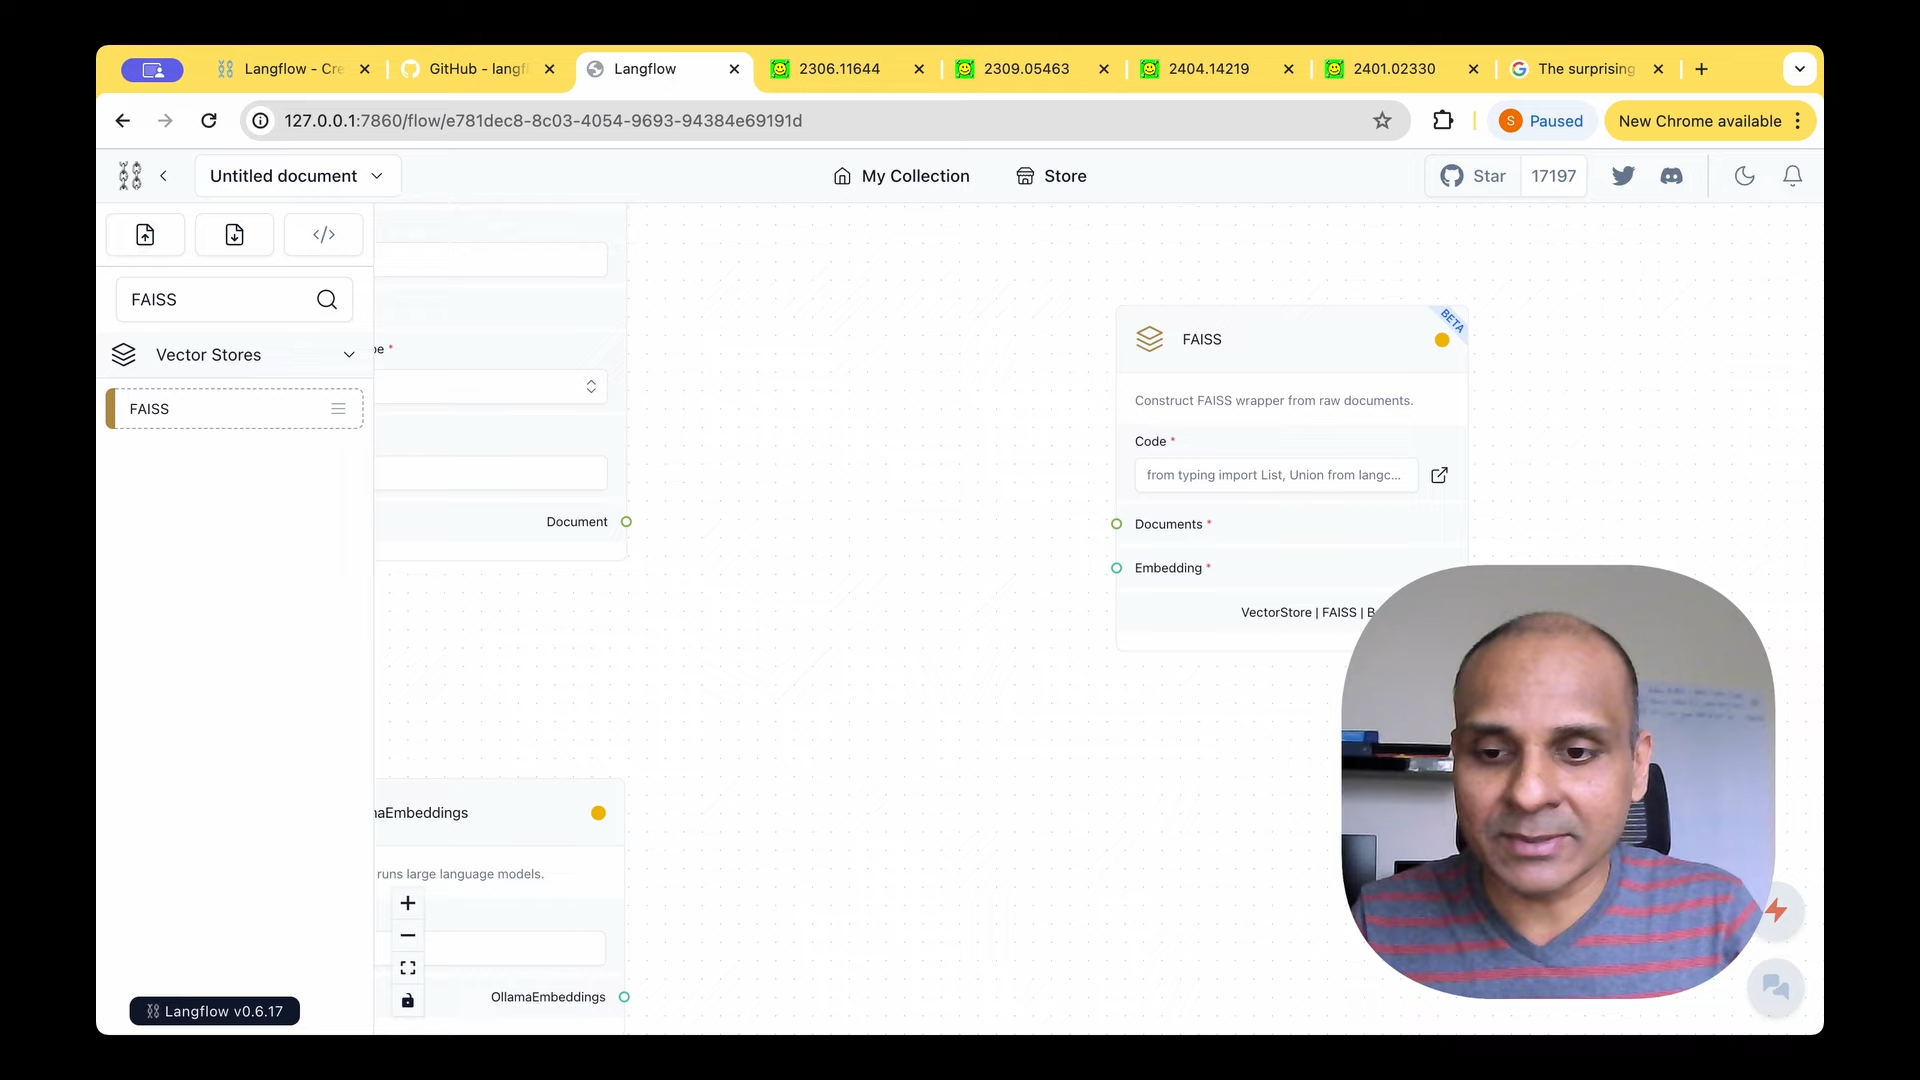 Langflow - Cre
GitHub - langfl
Langflow
2306.11644
2309.05463
2404.14219
2401.02330
The surprising
127.0.0.1:7860/flow/e781dec8-8c03-4054-9693-94384e69191d
S
Paused
New Chrome available
Untitled document
My Collection
Store
Star
17197
FAISS
Vector Stores
FAISS
pe *
Document
FAISS
BETA
Construct FAISS wrapper from raw documents.
Code *
from typing import List, Union from langc...
Documents *
Embedding *
VectorStore | FAISS | B
naEmbeddings
runs large language models.
OllamaEmbeddings
Langflow v0.6.17